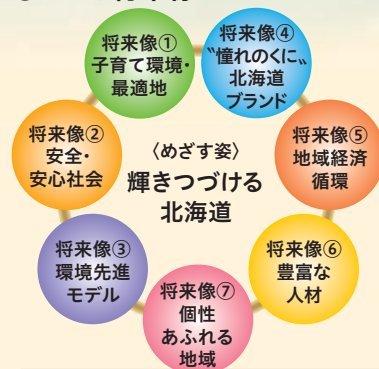 将来像①
子育て環境・
最適地
将来像④
〝憧れのくに〟
北海道
ブランド
将来像②
安全・
安心社会
〈めざす姿〉
輝きつづける
北海道
将来像⑤
地域経済
循環
将来像③
環境先進
モデル
将来像⑥
豊富な
人材
将来像⑦
個性
あふれる
地域